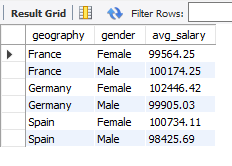 Result Grid Filter Rows:
geography gender avg_salary
France Female 99564.25
France Male 100174.25
Germany Female 102446.42
Germany Male 99905.03
Spain Female 100734.11
Spain Male 98425.69